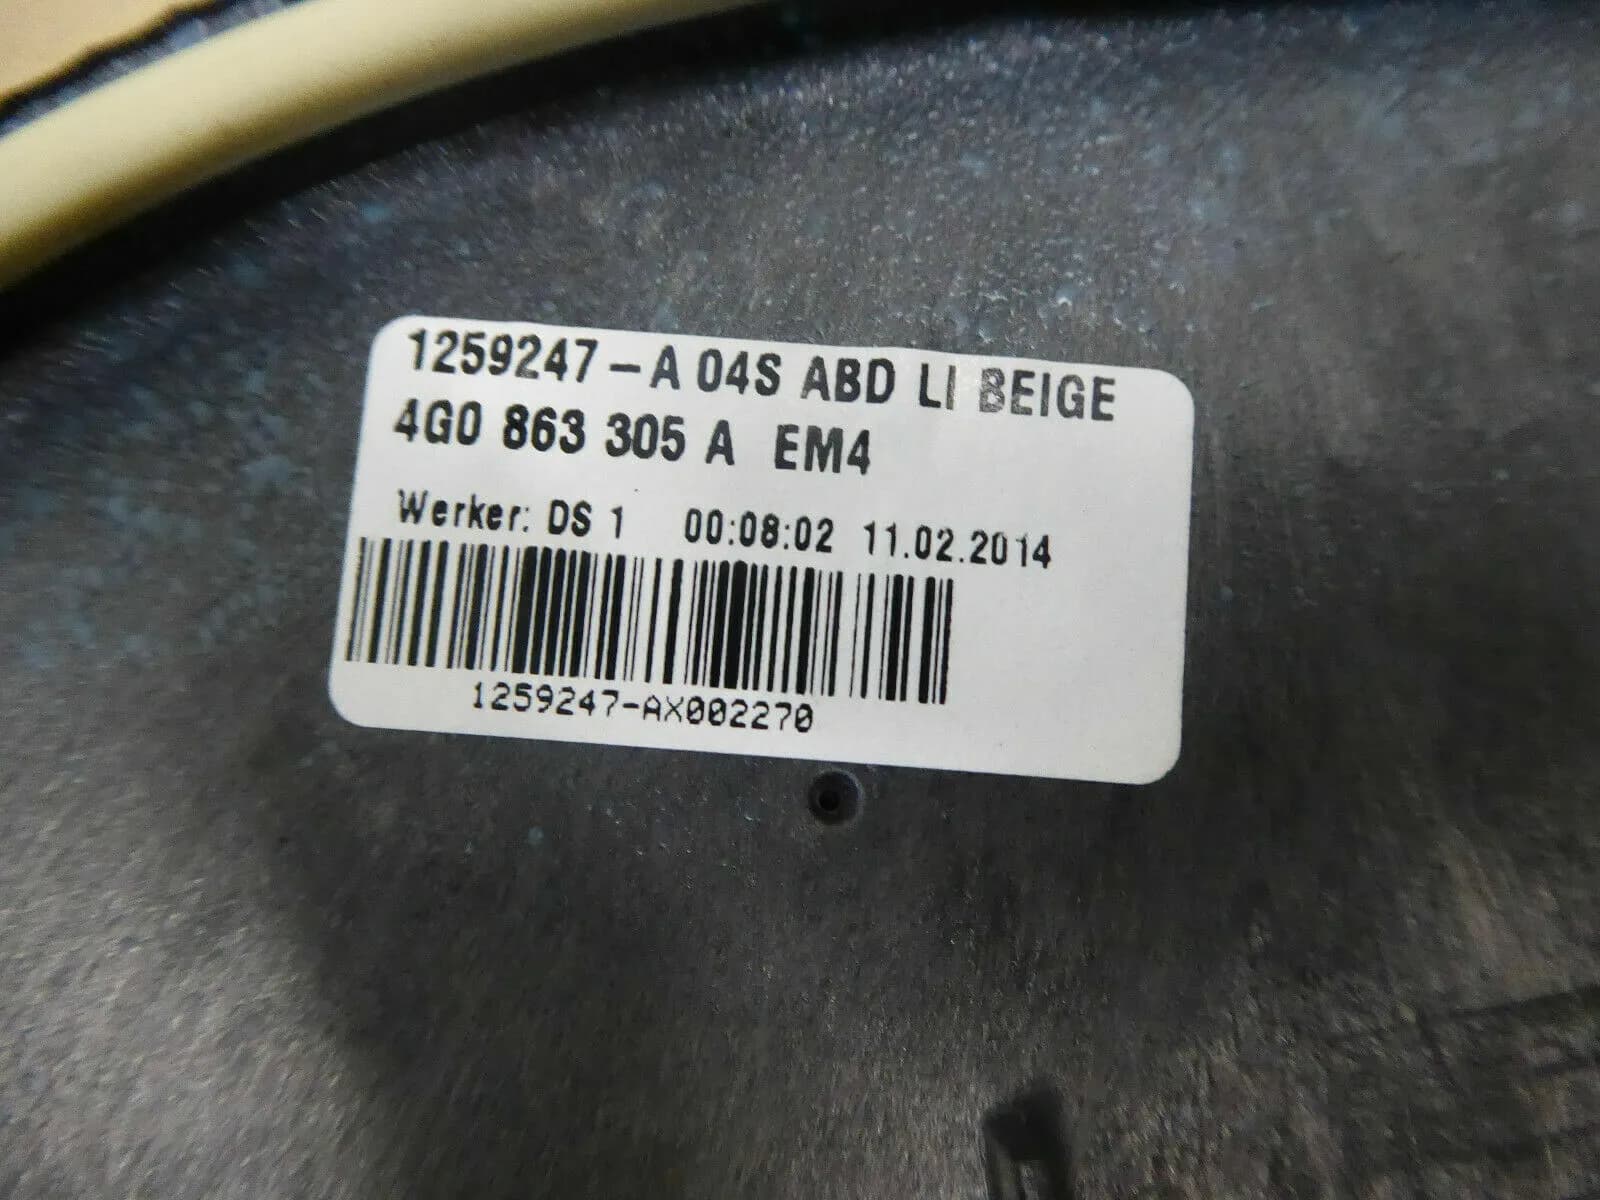 1259247-A 04S ABD LI BEIGE
4G0 863 305 A EM4
Werker: DS 1 00:08:02 11.02.2014
1259247-AX002270